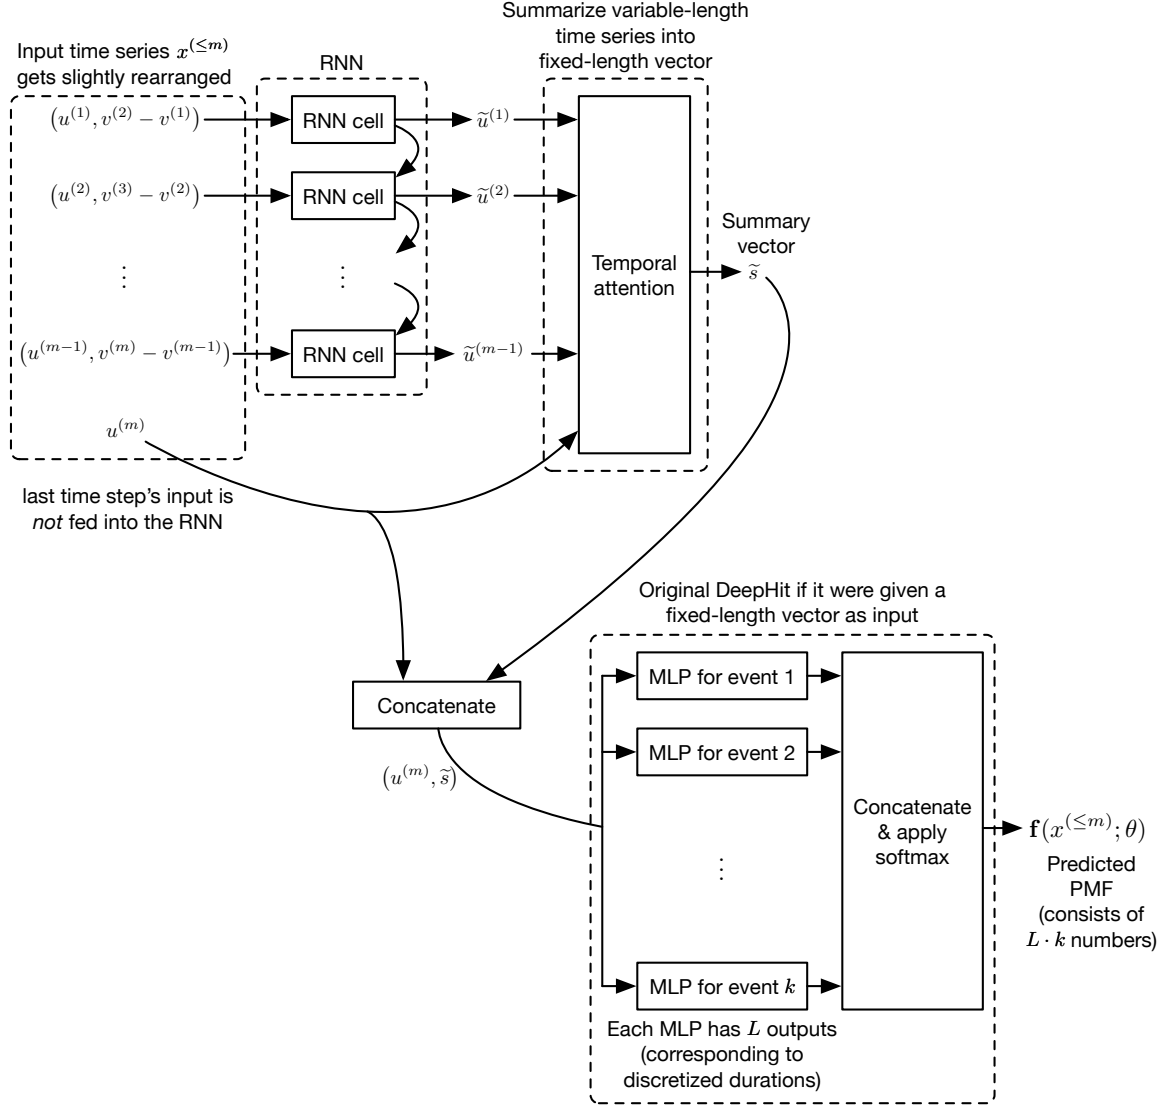 Summarize variable-length
time series into
fixed-length vector
Input time series x^{(≤m)}
gets slightly rearranged
RNN
(u^{(1)}, v^{(2)} − v^{(1)})
RNN cell
ũ^{(1)}
(u^{(2)}, v^{(3)} − v^{(2)})
RNN cell
ũ^{(2)}
Summary
vector
s̃
Temporal
attention
⋮
⋮
(u^{(m−1)}, v^{(m)} − v^{(m−1)})
RNN cell
ũ^{(m−1)}
u^{(m)}
last time step's input is
not fed into the RNN
Original DeepHit if it were given a
fixed-length vector as input
Concatenate
(u^{(m)}, s̃)
MLP for event 1
MLP for event 2
⋮
MLP for event k
Each MLP has L outputs
(corresponding to
discretized durations)
Concatenate
& apply
softmax
f(x^{(≤m)}; θ)
Predicted
PMF
(consists of
L · k numbers)